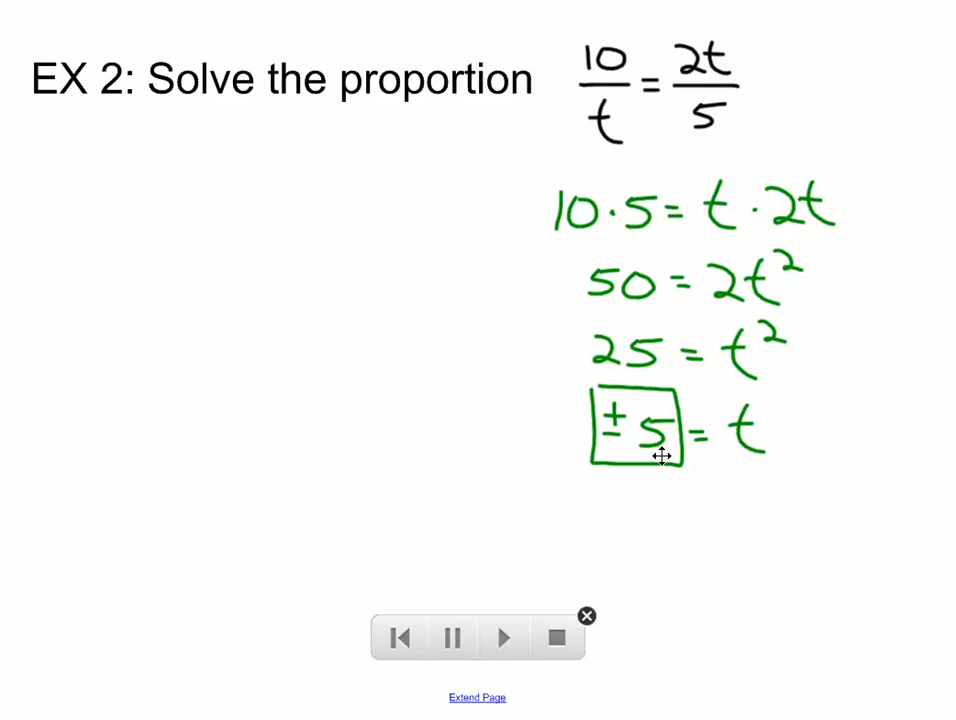 EX 2: Solve the proportion 10/t = 2t/5
10 · 5 = t · 2t
50 = 2t²
25 = t²
± 5 = t
Extend Page